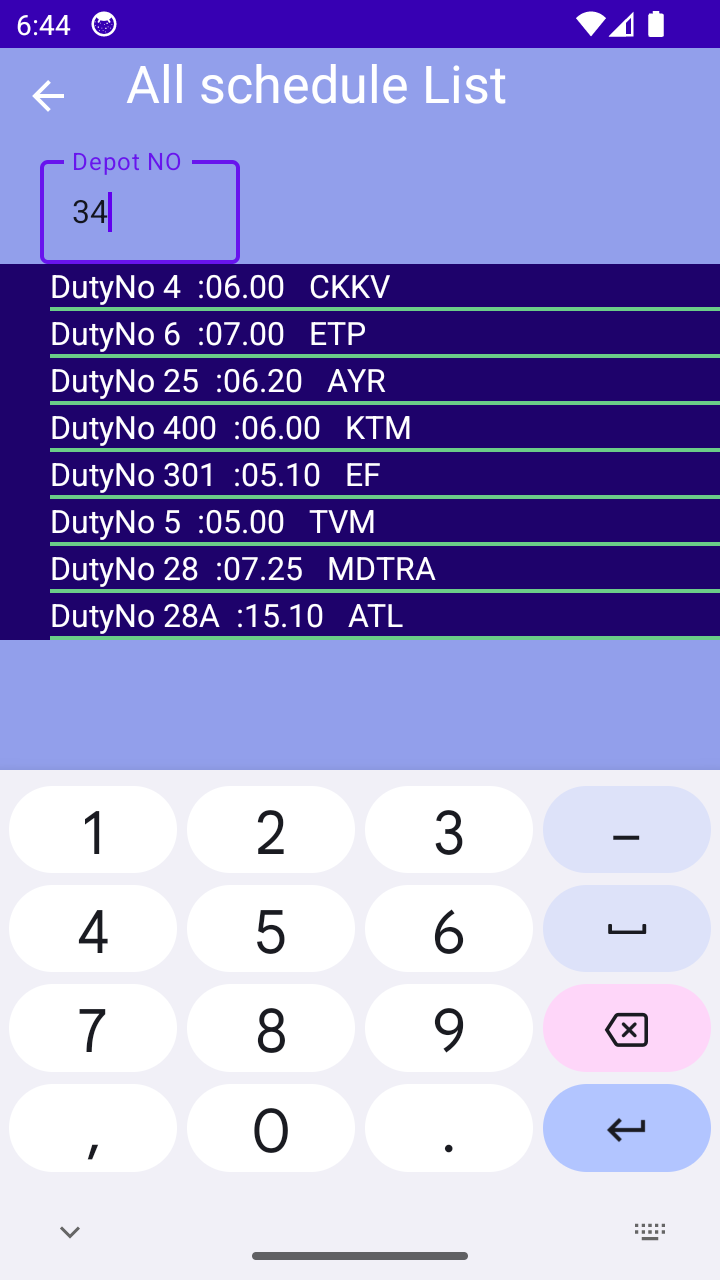 6:44
All schedule List
Depot NO
34
DutyNo 4 :06.00 CKKV
DutyNo 6 :07.00 ETP
DutyNo 25 :06.20 AYR
DutyNo 400 :06.00 KTM
DutyNo 301 :05.10 EF
DutyNo 5 :05.00 TVM
DutyNo 28 :07.25 MDTRA
DutyNo 28A :15.10 ATL
1 2 3 –
4 5 6
7 8 9
, 0 .